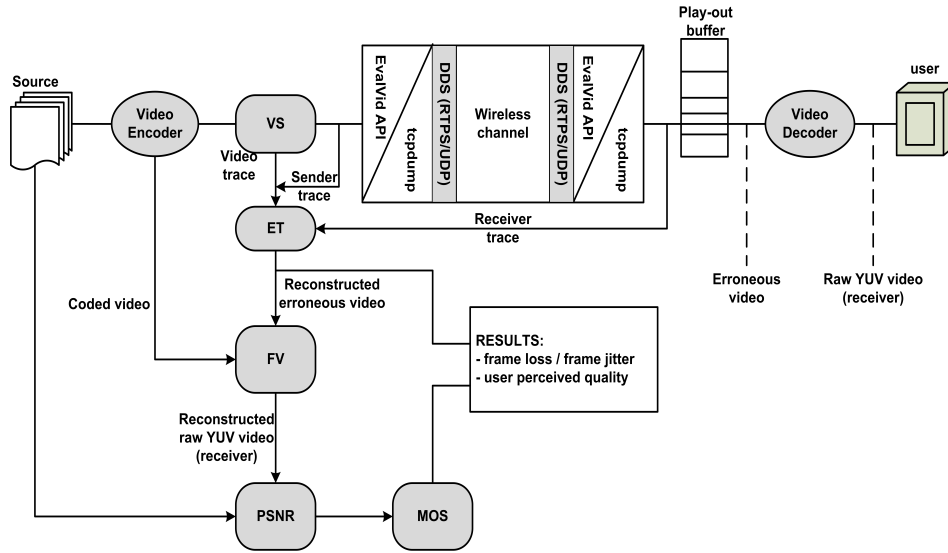 Play-out
buffer
Source
user
Video
Encoder
VS
EvalVid API
tcpdump
DDS (RTPS/UDP)
Wireless
channel
DDS (RTPS/UDP)
EvalVid API
tcpdump
Video
Decoder
Video
trace
Sender
trace
ET
Receiver
trace
Reconstructed
erroneous video
Erroneous
video
Raw YUV video
(receiver)
Coded video
FV
RESULTS:
- frame loss / frame jitter
- user perceived quality
Reconstructed
raw YUV video
(receiver)
PSNR
MOS